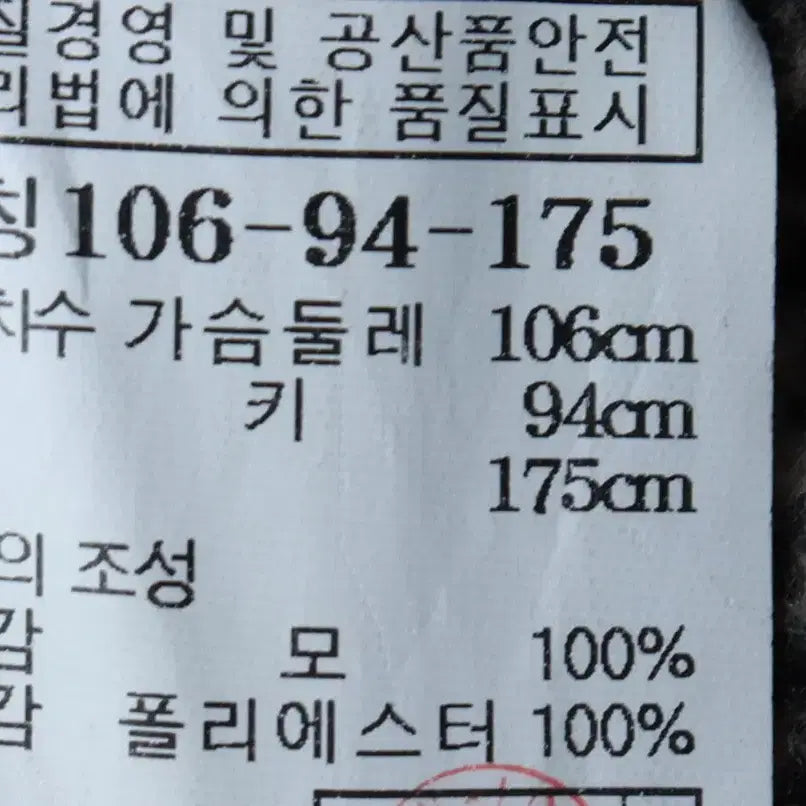 질경영 및 공산품안전
리법에 의한 품질표시
칭106-94-175
치수 가슴둘레 106cm
키 94cm
175cm
의 조성
감 모 100%
감 폴리에스터 100%